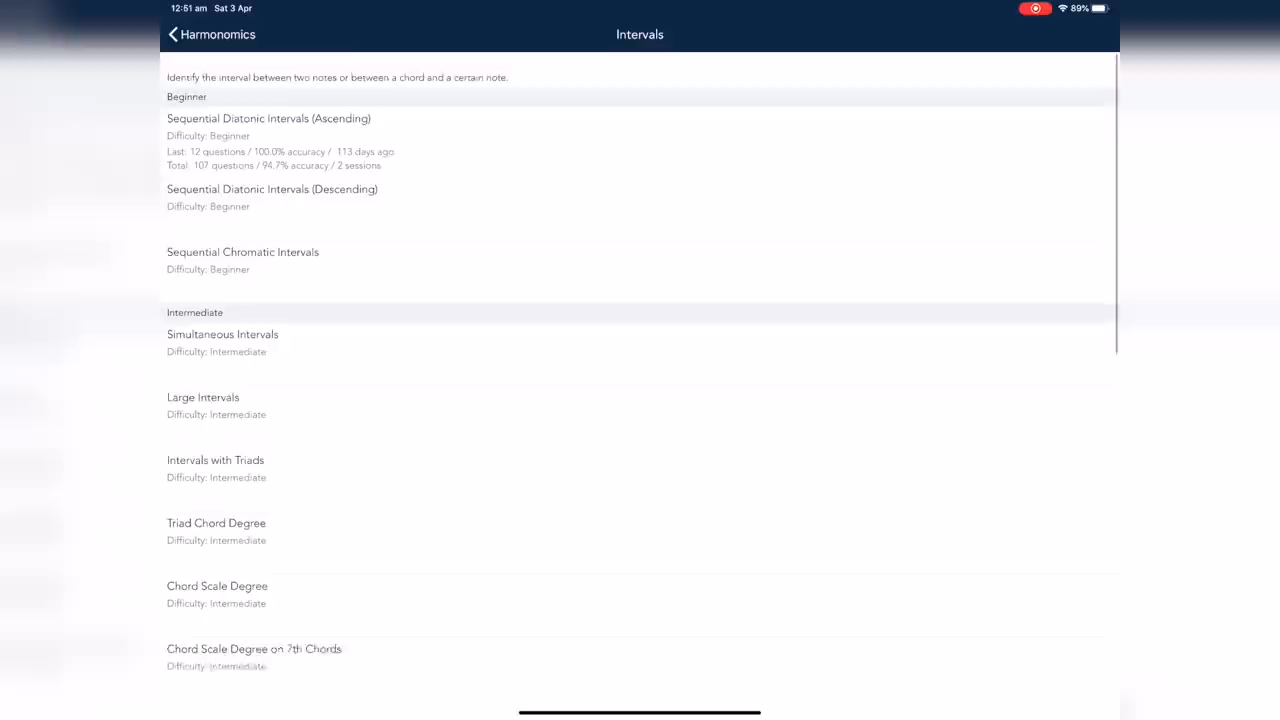 12:51 am Sat 3 Apr
89%
Harmonomics
Intervals
Identify the interval between two notes or between a chord and a certain note.
Beginner
Sequential Diatonic Intervals (Ascending)
Difficulty: Beginner
Last: 12 questions / 100.0% accuracy / 113 days ago
Total: 107 questions / 94.7% accuracy / 2 sessions
Sequential Diatonic Intervals (Descending)
Difficulty: Beginner
Sequential Chromatic Intervals
Difficulty: Beginner
Intermediate
Simultaneous Intervals
Difficulty: Intermediate
Large Intervals
Difficulty: Intermediate
Intervals with Triads
Difficulty: Intermediate
Triad Chord Degree
Difficulty: Intermediate
Chord Scale Degree
Difficulty: Intermediate
Chord Scale Degree on 7th Chords
Difficulty: Intermediate